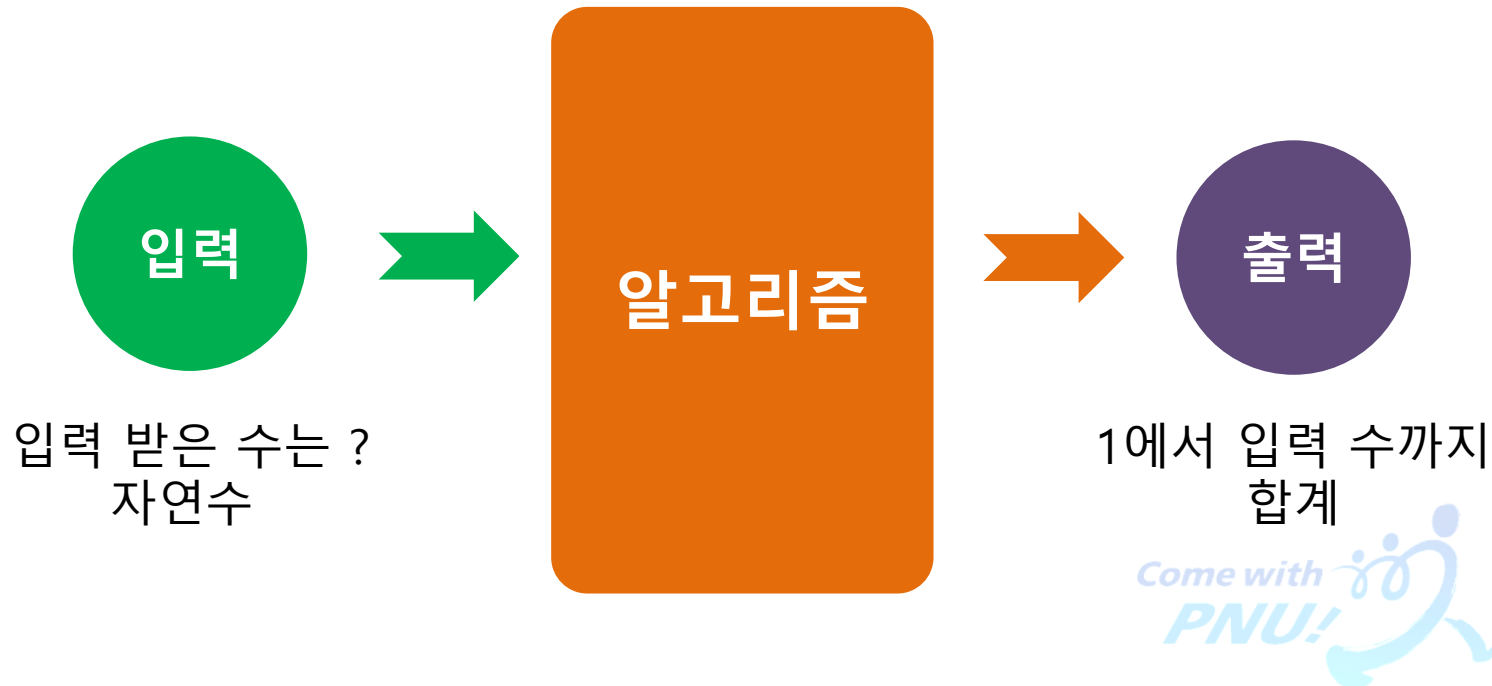 입력
알고리즘
출력
입력 받은 수는 ?
자연수
1에서 입력 수까지
합계
Come with
PNU!